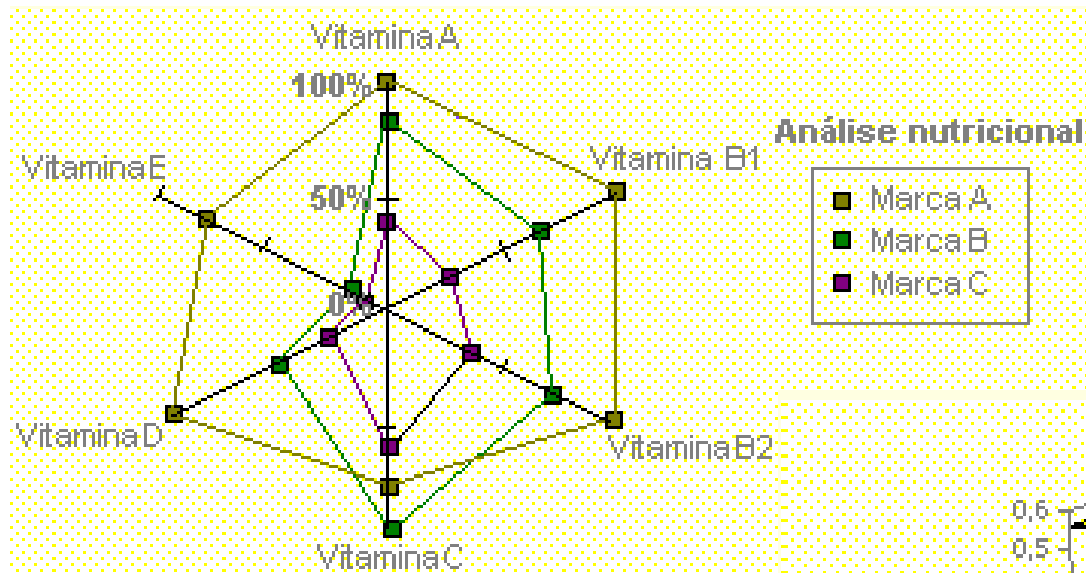 Vitamina A
100%
Vitamina B1
Vitamina E
50%
0%
Vitamina D
Vitamina B2
Vitamina C
Análise nutricional
Marca A
Marca B
Marca C
0,6
0,5